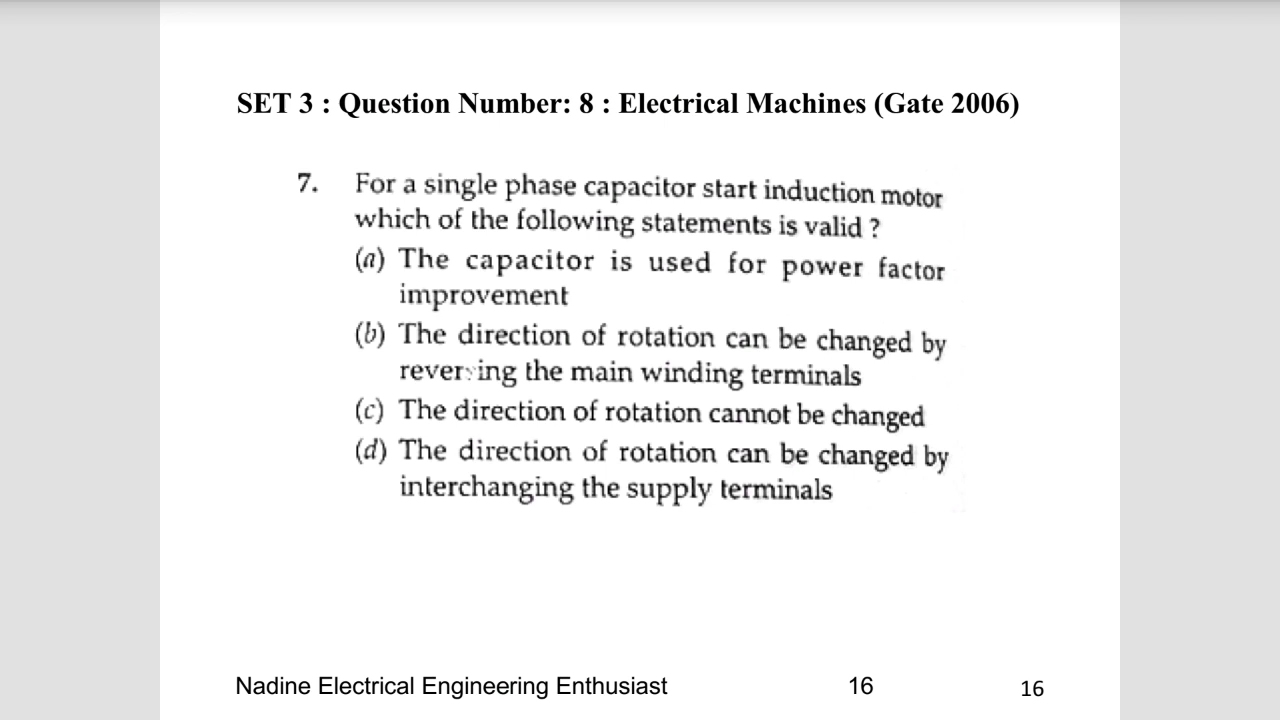 SET 3 : Question Number: 8 : Electrical Machines (Gate 2006)
7. For a single phase capacitor start induction motor
which of the following statements is valid ?
(a) The capacitor is used for power factor
improvement
(b) The direction of rotation can be changed by
reversing the main winding terminals
(c) The direction of rotation cannot be changed
(d) The direction of rotation can be changed by
interchanging the supply terminals
Nadine Electrical Engineering Enthusiast 16 16